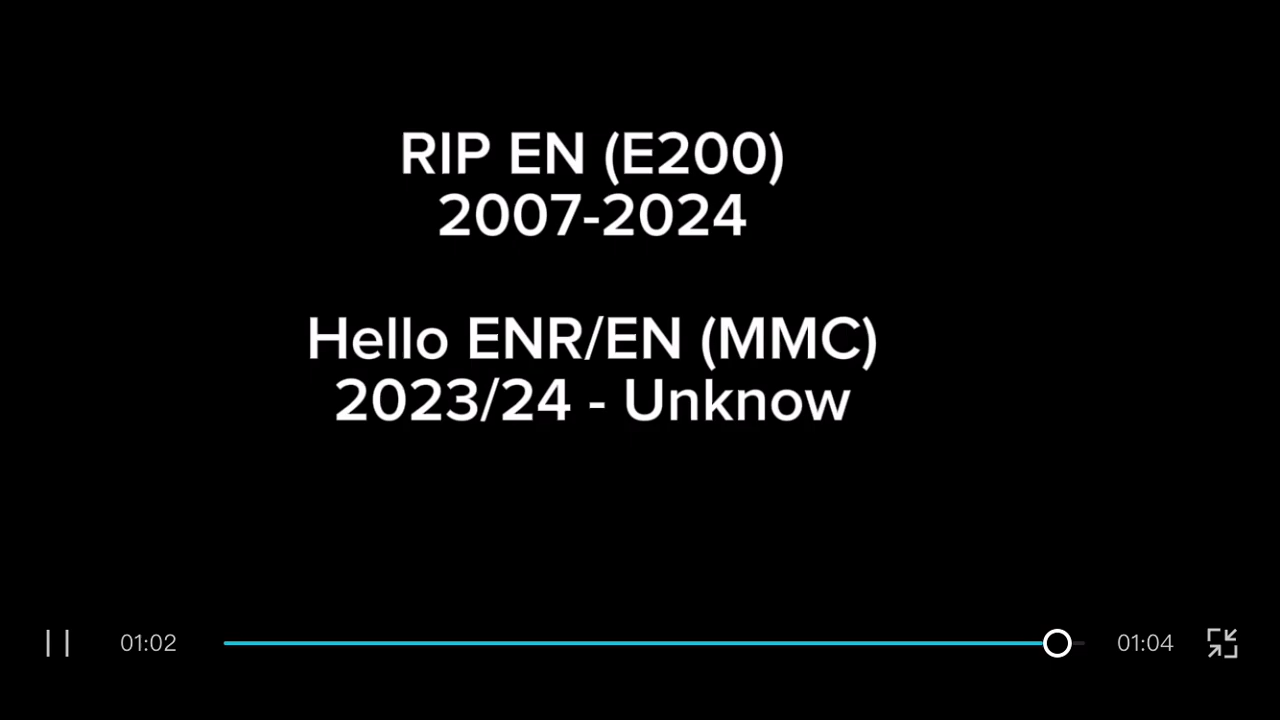 RIP EN (E200)
2007-2024
Hello ENR/EN (MMC)
2023/24 - Unknow
01:02
01:04